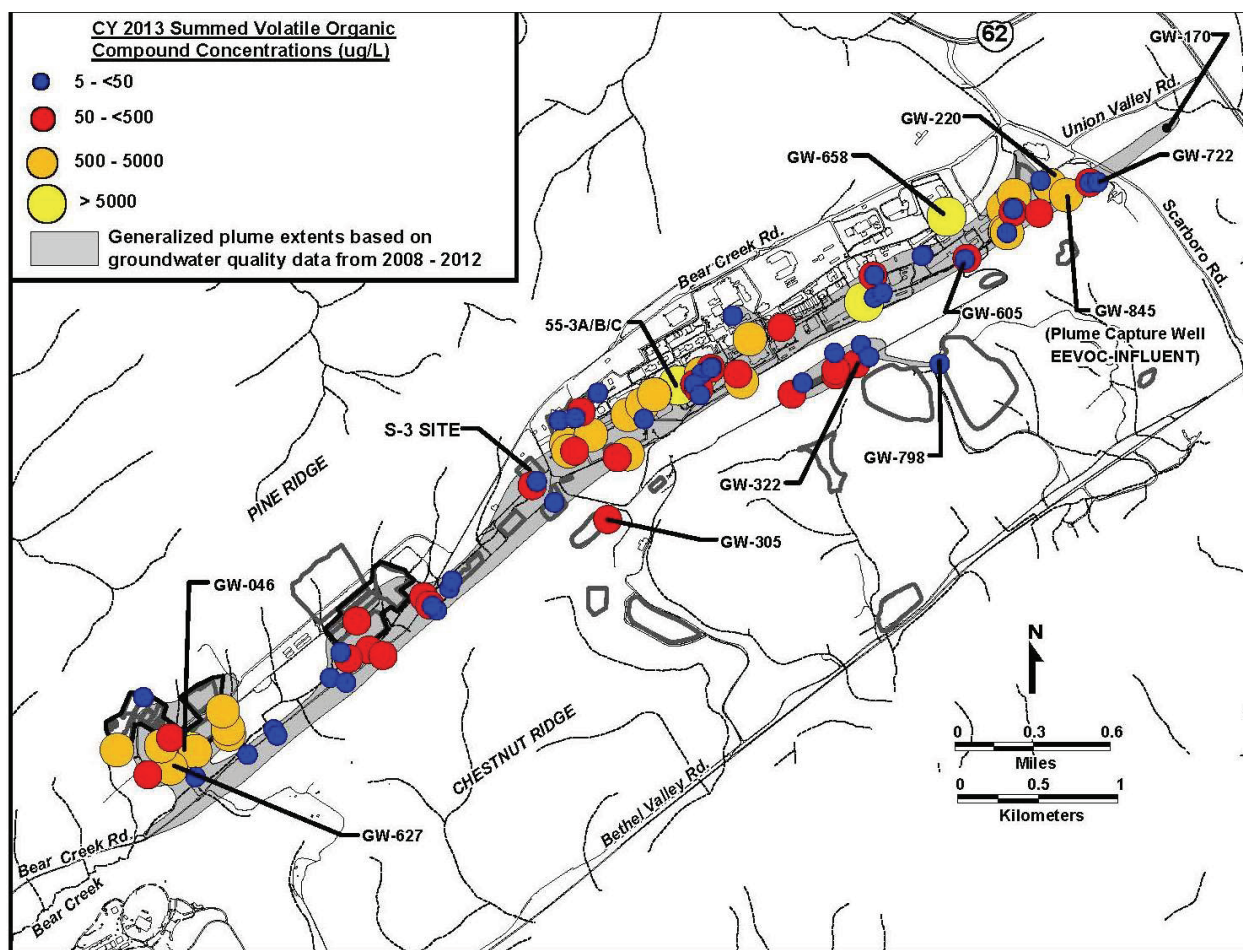 CY 2013 Summed Volatile Organic
Compound Concentrations (ug/L)
5 - <50
50 - <500
500 - 5000
> 5000
Generalized plume extents based on
groundwater quality data from 2008 - 2012
62
GW-170
Union Valley Rd.
GW-220
GW-658
GW-722
Scarboro Rd.
Bear Creek Rd.
55-3A/B/C
GW-605
GW-845
(Plume Capture Well
EEVOC-INFLUENT)
S-3 SITE
GW-798
GW-322
PINE RIDGE
GW-305
GW-046
N
CHESTNUT RIDGE
0 0.3 0.6
Miles
Bethel Valley Rd.
0 0.5 1
Kilometers
GW-627
Bear Creek Rd.
Bear Creek